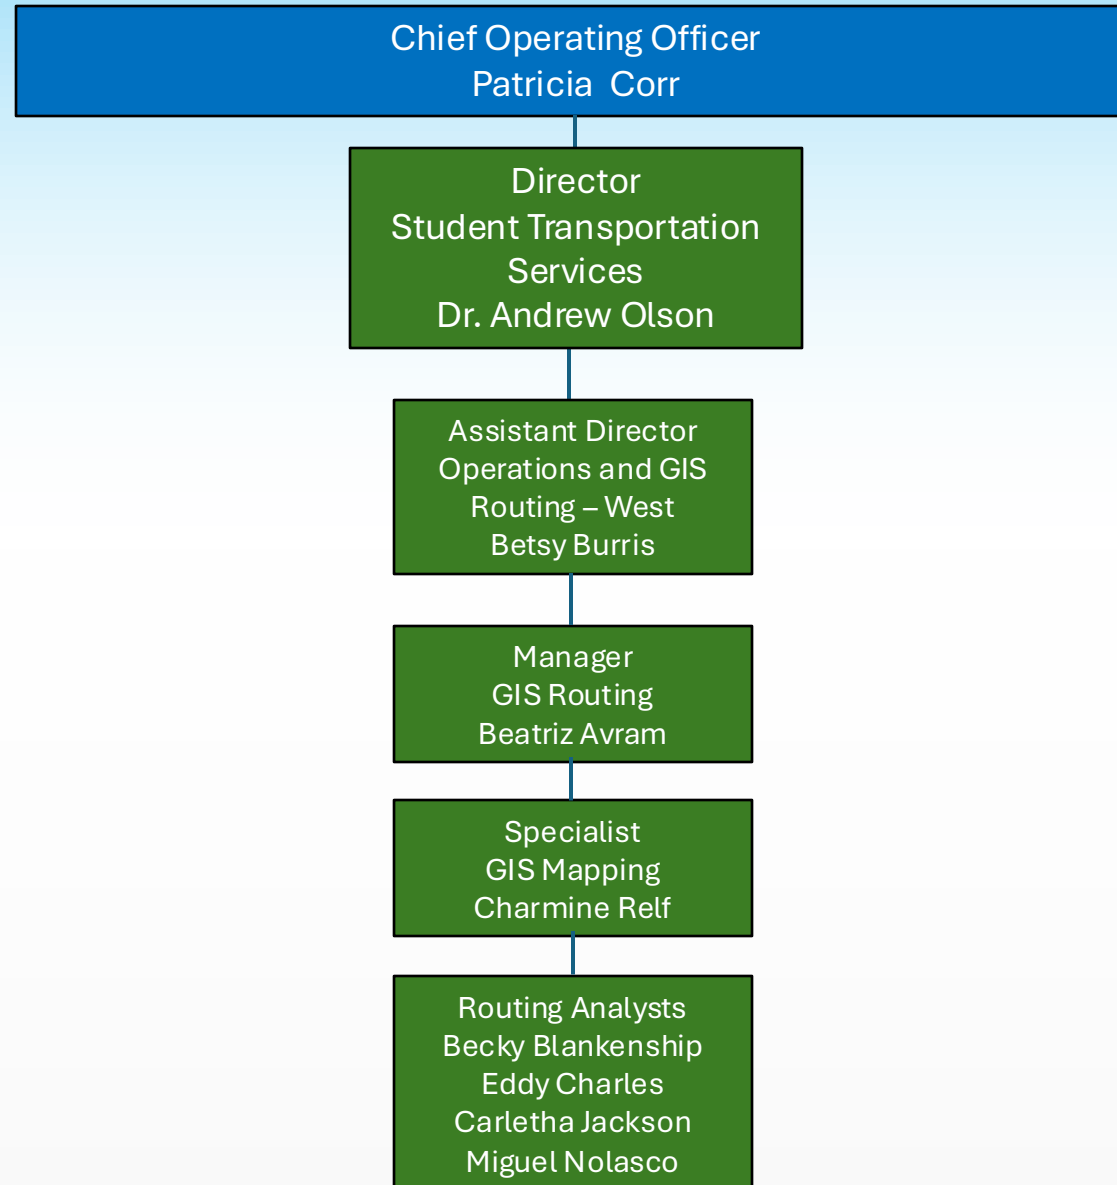 Chief Operating Officer
Patricia Corr
Director
Student Transportation
Services
Dr. Andrew Olson
Assistant Director
Operations and GIS
Routing – West
Betsy Burris
Manager
GIS Routing
Beatriz Avram
Specialist
GIS Mapping
Charmine Relf
Routing Analysts
Becky Blankenship
Eddy Charles
Carletha Jackson
Miguel Nolasco